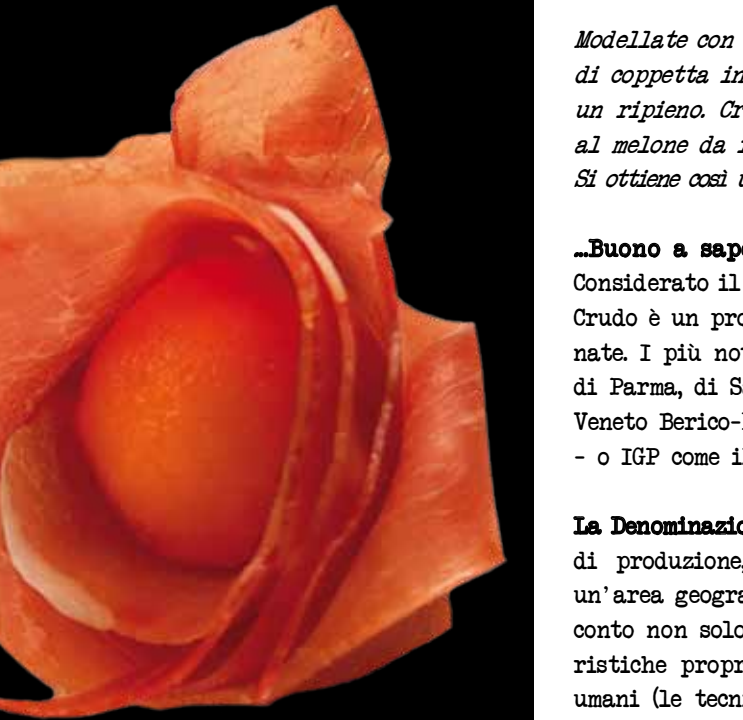 Modellate con
di coppetta in
un ripieno. Cr
al melone da
Si ottiene così
...Buono a sap
Considerato il
Crudo è un pro
nate. I più not
di Parma, di S
Veneto Berico-
- o IGP come i
La Denominazio
di produzione,
un'area geogra
conto non solo
ristiche propr
umani (le tecn